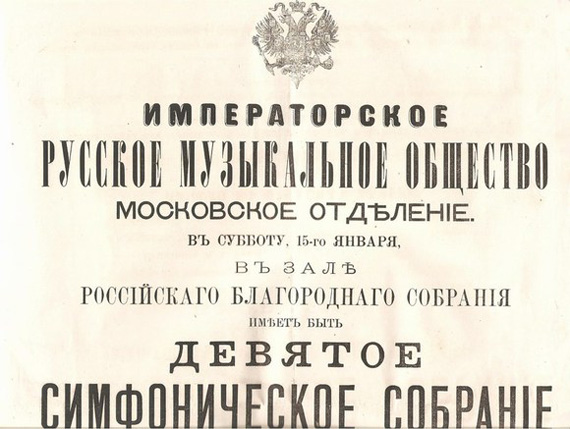 ИМПЕРАТОРСКОЕ
РУССКОЕ МУЗЫКАЛЬНОЕ ОБЩЕСТВО
МОСКОВСКОЕ ОТДѢЛЕНІЕ.
ВЪ СУББОТУ, 15-го ЯНВАРЯ,
ВЪ ЗАЛѢ
РОССІЙСКАГО БЛАГОРОДНАГО СОБРАНІЯ
ИМѢЕТЪ БЫТЬ
ДЕВЯТОЕ
СИМФОНИЧЕСКОЕ СОБРАНІЕ